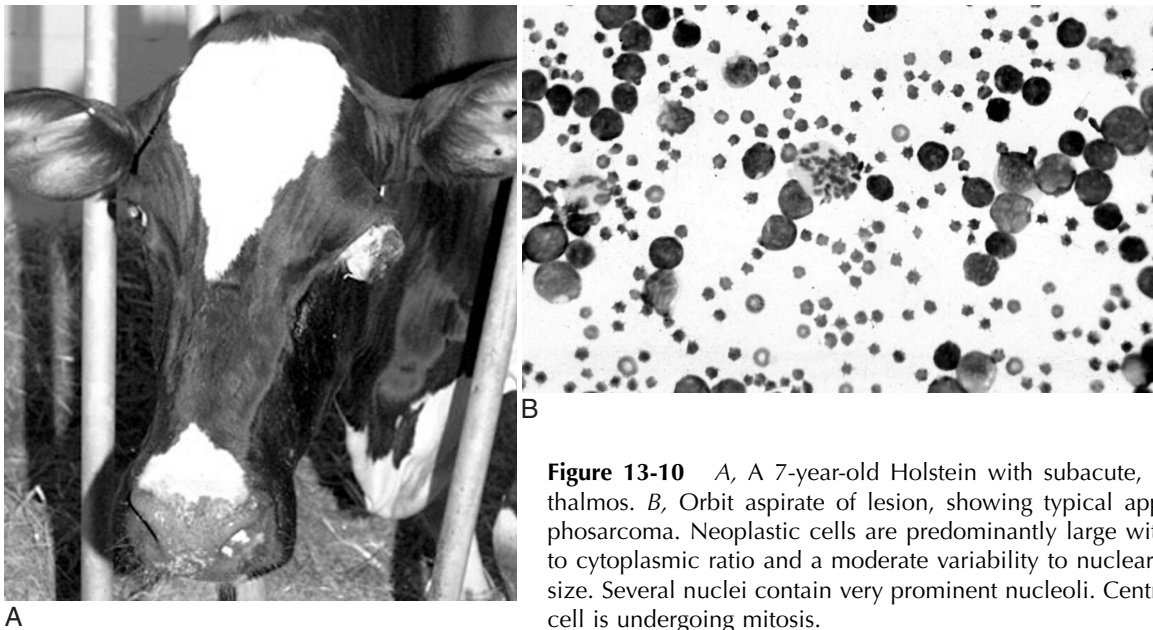 A
B
Figure 13-10 A, A 7-year-old Holstein with subacute,
thalmos. B, Orbit aspirate of lesion, showing typical app
phosarcoma. Neoplastic cells are predominantly large wit
to cytoplasmic ratio and a moderate variability to nuclear
size. Several nuclei contain very prominent nucleoli. Centr
cell is undergoing mitosis.